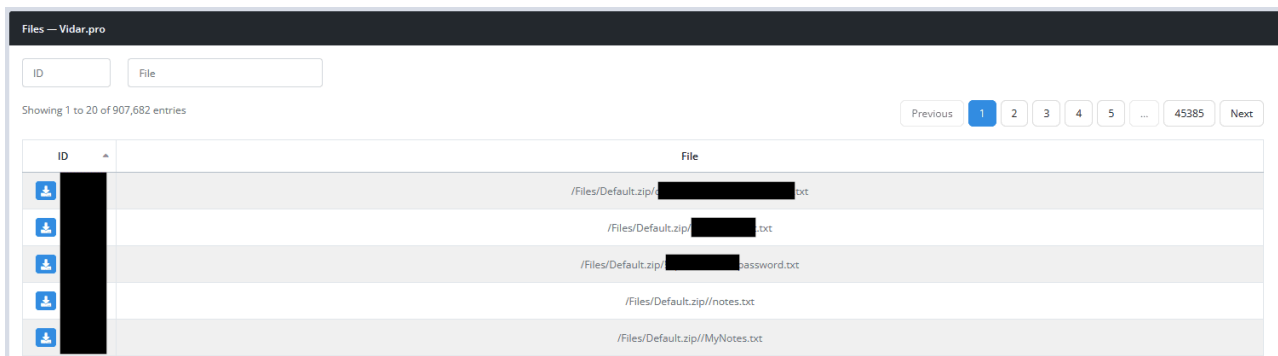 Files — Vidar.pro
ID File
Showing 1 to 20 of 907,682 entries
Previous 1 2 3 4 5 ... 45385 Next
ID File
/Files/Default.zip/ txt
/Files/Default.zip/ .txt
/Files/Default.zip/ password.txt
/Files/Default.zip//notes.txt
/Files/Default.zip//MyNotes.txt